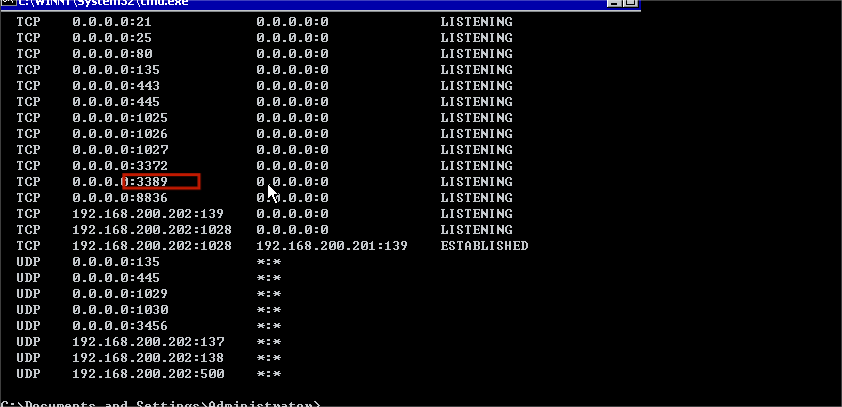 C:\WINNT\System32\cmd.exe
TCP 0.0.0.0:21 0.0.0.0:0 LISTENING
TCP 0.0.0.0:25 0.0.0.0:0 LISTENING
TCP 0.0.0.0:80 0.0.0.0:0 LISTENING
TCP 0.0.0.0:135 0.0.0.0:0 LISTENING
TCP 0.0.0.0:443 0.0.0.0:0 LISTENING
TCP 0.0.0.0:445 0.0.0.0:0 LISTENING
TCP 0.0.0.0:1025 0.0.0.0:0 LISTENING
TCP 0.0.0.0:1026 0.0.0.0:0 LISTENING
TCP 0.0.0.0:1027 0.0.0.0:0 LISTENING
TCP 0.0.0.0:3372 0.0.0.0:0 LISTENING
TCP 0.0.0.0:3389 0.0.0.0:0 LISTENING
TCP 0.0.0.0:8836 0.0.0.0:0 LISTENING
TCP 192.168.200.202:139 0.0.0.0:0 LISTENING
TCP 192.168.200.202:1028 0.0.0.0:0 LISTENING
TCP 192.168.200.202:1028 192.168.200.201:139 ESTABLISHED
UDP 0.0.0.0:135 *:*
UDP 0.0.0.0:445 *:*
UDP 0.0.0.0:1029 *:*
UDP 0.0.0.0:1030 *:*
UDP 0.0.0.0:3456 *:*
UDP 192.168.200.202:137 *:*
UDP 192.168.200.202:138 *:*
UDP 192.168.200.202:500 *:*
C:\Documents and Settings\Administrator>